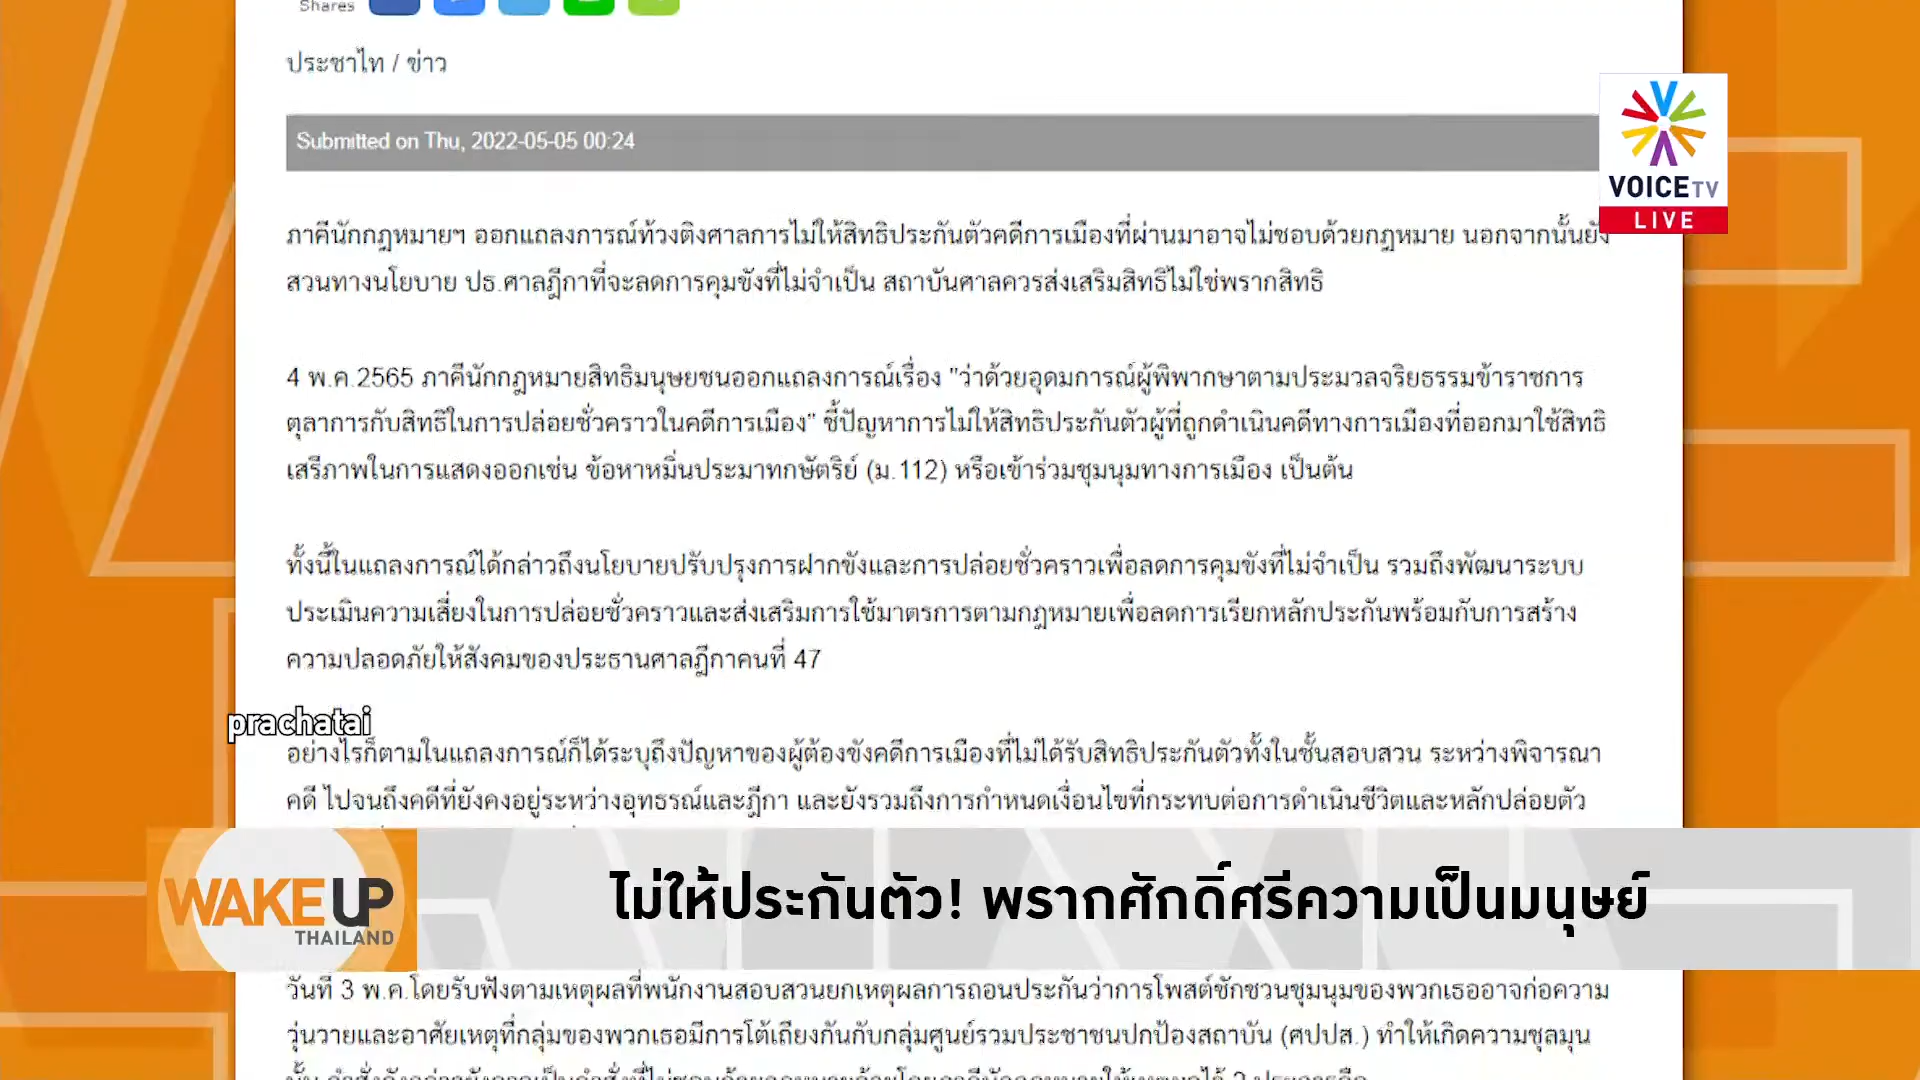 Shares
ประชาไท / ข่าว
Submitted on Thu, 2022-05-05 00:24
VOICE TV
LIVE
ภาคีนักกฎหมายฯ ออกแถลงการณ์ท้วงติงศาลการไม่ให้สิทธิประกันตัวคดีการเมืองที่ผ่านมาอาจไม่ชอบด้วยกฎหมาย นอกจากนั้นยัง
สวนทางนโยบาย ปธ.ศาลฎีกาที่จะลดการคุมขังที่ไม่จำเป็น สถาบันศาลควรส่งเสริมสิทธิไม่ใช่พรากสิทธิ
4 พ.ค.2565 ภาคีนักกฎหมายสิทธิมนุษยชนออกแถลงการณ์เรื่อง "ว่าด้วยอุดมการณ์ผู้พิพากษาตามประมวลจริยธรรมข้าราชการ
ตุลาการกับสิทธิในการปล่อยชั่วคราวในคดีการเมือง" ชี้ปัญหาการไม่ให้สิทธิประกันตัวผู้ที่ถูกดำเนินคดีทางการเมืองที่ออกมาใช้สิทธิ
เสรีภาพในการแสดงออกเช่น ข้อหาหมิ่นประมาทกษัตริย์ (ม.112) หรือเข้าร่วมชุมนุมทางการเมือง เป็นต้น
ทั้งนี้ในแถลงการณ์ได้กล่าวถึงนโยบายปรับปรุงการฝากขังและการปล่อยชั่วคราวเพื่อลดการคุมขังที่ไม่จำเป็น รวมถึงพัฒนาระบบ
ประเมินความเสี่ยงในการปล่อยชั่วคราวและส่งเสริมการใช้มาตรการตามกฎหมายเพื่อลดการเรียกหลักประกันพร้อมกับการสร้าง
ความปลอดภัยให้สังคมของประธานศาลฎีกาคนที่ 47
prachatai
อย่างไรก็ตามในแถลงการณ์ก็ได้ระบุถึงปัญหาของผู้ต้องขังคดีการเมืองที่ไม่ได้รับสิทธิประกันตัวทั้งในชั้นสอบสวน ระหว่างพิจารณา
คดี ไปจนถึงคดีที่ยังคงอยู่ระหว่างอุทธรณ์และฎีกา และยังรวมถึงการกำหนดเงื่อนไขที่กระทบต่อการดำเนินชีวิตและหลักปล่อยตัว
WAKE UP
THAILAND
ไม่ให้ประกันตัว! พรากศักดิ์ศรีความเป็นมนุษย์
วันที่ 3 พ.ค.โดยรับฟังตามเหตุผลที่พนักงานสอบสวนยกเหตุผลการถอนประกันว่าการโพสต์ชักชวนชุมนุมของพวกเธออาจก่อความ
วุ่นวายและอาศัยเหตุที่กลุ่มของพวกเธอมีการโต้เถียงกันกับกลุ่มศูนย์รวมประชาชนปกป้องสถาบัน (ศปปส.) ทำให้เกิดความชุลมุน